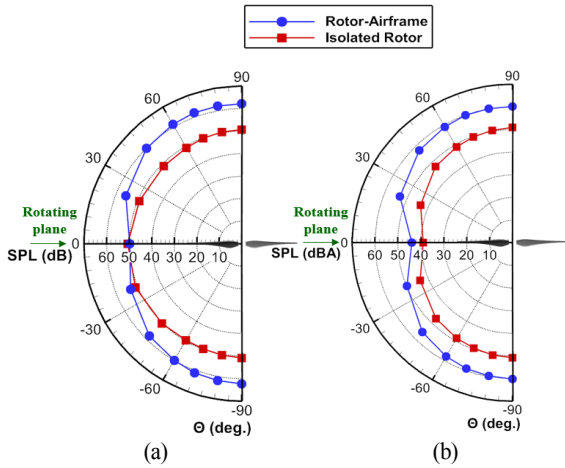 Rotor-Airframe
Isolated Rotor
90
60
30
Rotating
plane
0
SPL (dB)
60 50 40 30 20 10
-30
-60
-90
Θ (deg.)
(a)
90
60
30
Rotating
plane
0
SPL (dBA)
60 50 40 30 20 10
-30
-60
-90
Θ (deg.)
(b)